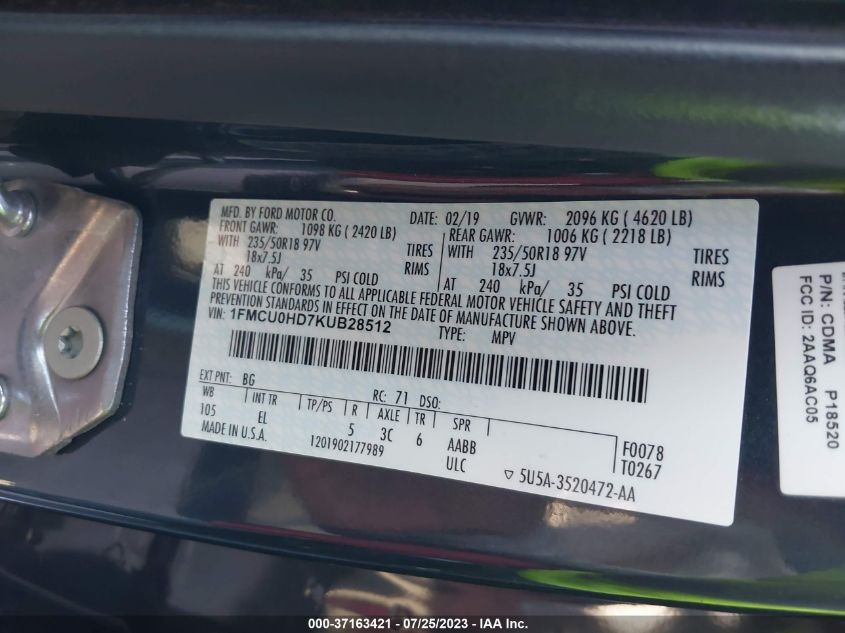 MFD. BY FORD MOTOR CO.
DATE: 02/19 GVWR: 2096 KG ( 4620 LB)
FRONT GAWR: 1098 KG ( 2420 LB)
WITH 235/50R18 97V TIRES
18x7.5J RIMS
AT 240 kPa/ 35 PSI COLD
REAR GAWR: 1006 KG ( 2218 LB)
WITH 235/50R18 97V TIRES
18x7.5J RIMS
AT 240 kPa/ 35 PSI COLD
THIS VEHICLE CONFORMS TO ALL APPLICABLE FEDERAL MOTOR VEHICLE SAFETY AND THEFT
PREVENTION STANDARDS IN EFFECT ON THE DATE OF MANUFACTURE SHOWN ABOVE.
VIN: 1FMCU0HD7KUB28512
TYPE: MPV
EXT PNT: BG RC: 71 DSO:
WB INT TR TP/PS R AXLE TR SPR
105 EL 5 3C 6 AABB F0078
MADE IN U.S.A. 1201902177989 ULC T0267
5U5A-3520472-AA
P/N: CDMA P18520
FCC ID: 2AAQ6AC05
000-37163421 - 07/25/2023 - IAA Inc.